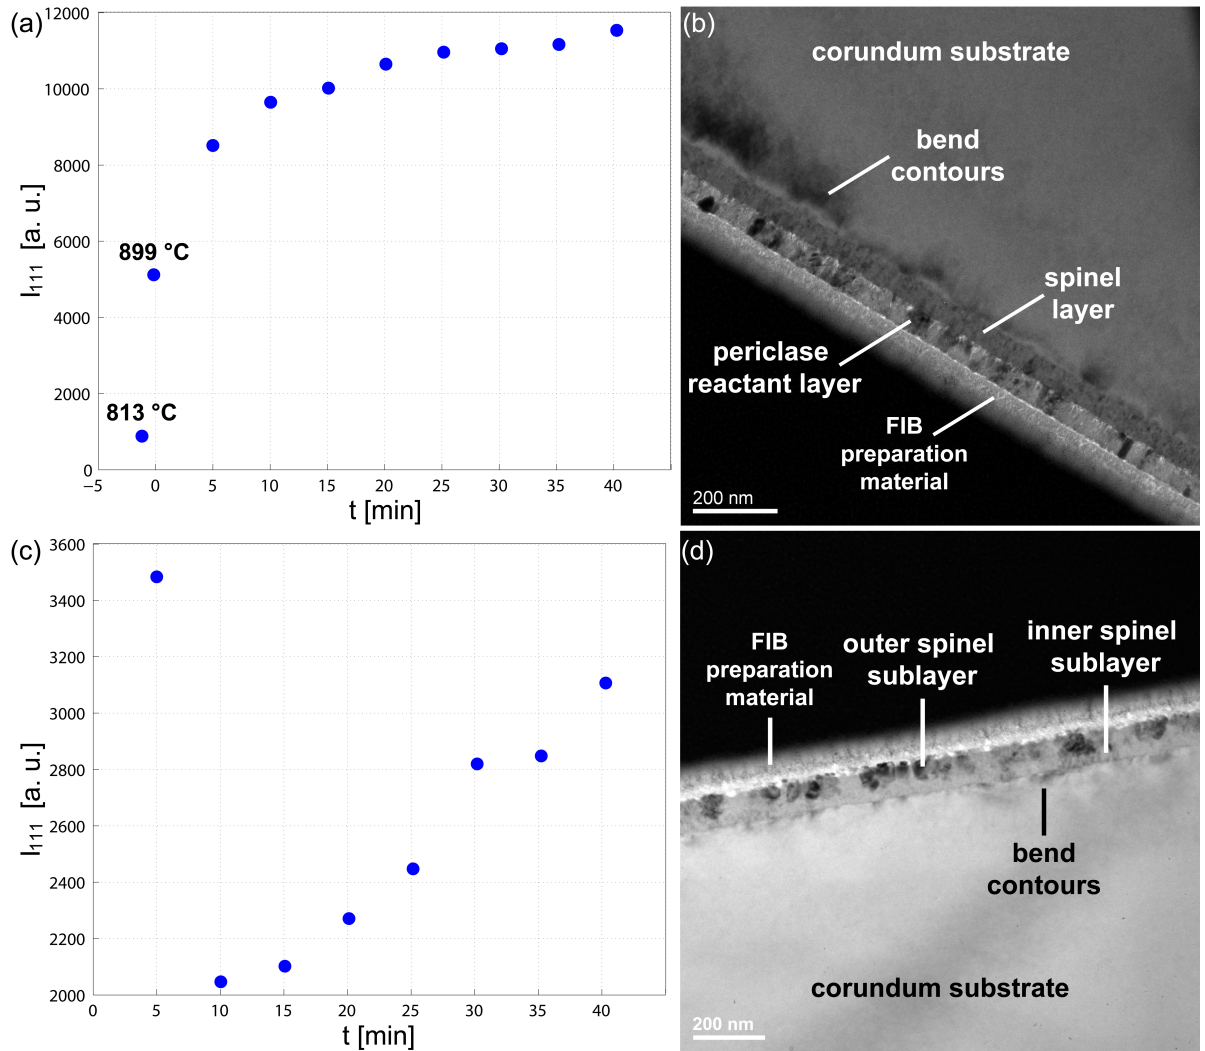 (a)
12000
10000
8000
6000
4000
2000
0
I111 [a. u.]
899 °C
813 °C
−5 0 5 10 15 20 25 30 35 40
t [min]
(b)
corundum substrate
bend
contours
spinel
layer
periclase
reactant layer
FIB
preparation
material
200 nm
(c)
3600
3400
3200
3000
2800
2600
2400
2200
2000
I111 [a. u.]
0 5 10 15 20 25 30 35 40
t [min]
(d)
FIB
preparation
material
outer spinel
sublayer
inner spinel
sublayer
bend
contours
corundum substrate
200 nm